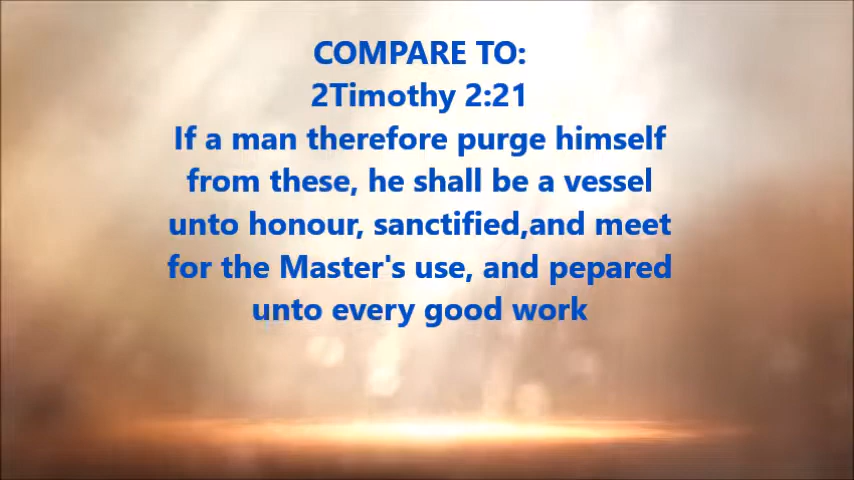 COMPARE TO:
2Timothy 2:21
If a man therefore purge himself
from these, he shall be a vessel
unto honour, sanctified,and meet
for the Master's use, and pepared
unto every good work